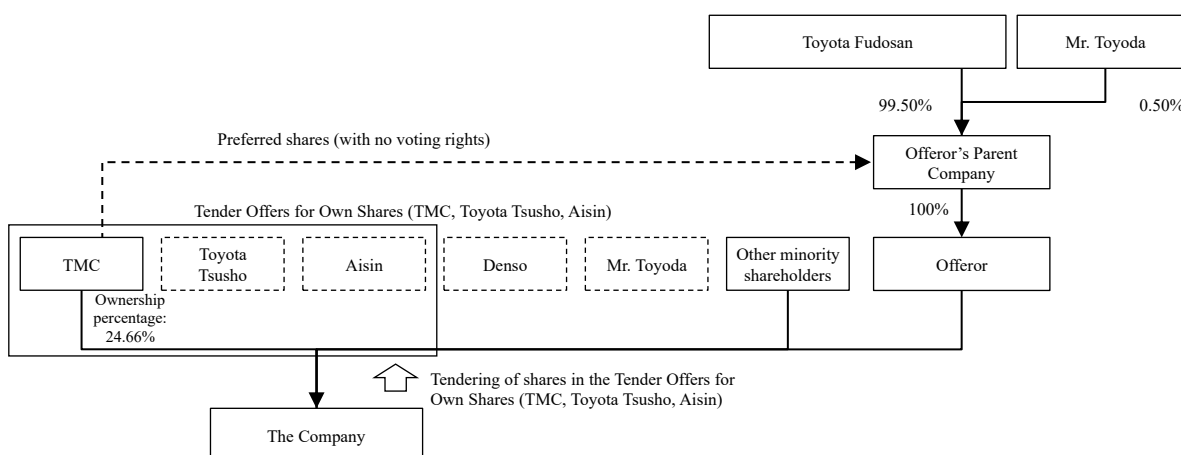 Toyota Fudosan
Mr. Toyoda
99.50%
0.50%
Preferred shares (with no voting rights)
Offeror’s Parent
Company
100%
Tender Offers for Own Shares (TMC, Toyota Tsusho, Aisin)
TMC
Toyota
Tsusho
Aisin
Denso
Mr. Toyoda
Other minority
shareholders
Offeror
Ownership
percentage:
24.66%
Tendering of shares in the Tender Offers for
Own Shares (TMC, Toyota Tsusho, Aisin)
The Company